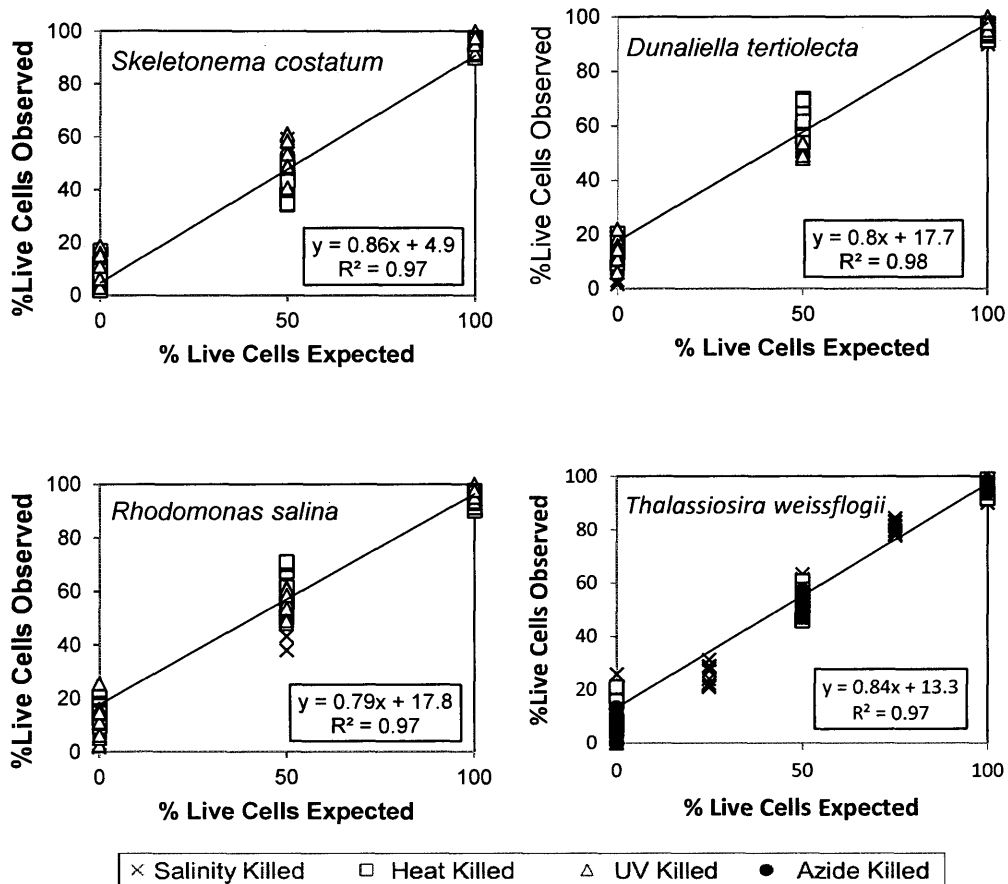 Skeletonema costatum
%Live Cells Observed
100
80
60
40
20
0
y = 0.86x + 4.9
R² = 0.97
0 50 100
% Live Cells Expected
Dunaliella tertiolecta
%Live Cells Observed
100
80
60
40
20
0
y = 0.8x + 17.7
R² = 0.98
0 50 100
% Live Cells Expected
Rhodomonas salina
%Live Cells Observed
100
80
60
40
20
0
y = 0.79x + 17.8
R² = 0.97
0 50 100
% Live Cells Expected
Thalassiosira weissflogii
%Live Cells Observed
100
80
60
40
20
0
y = 0.84x + 13.3
R² = 0.97
0 50 100
% Live Cells Expected
Salinity Killed Heat Killed UV Killed Azide Killed